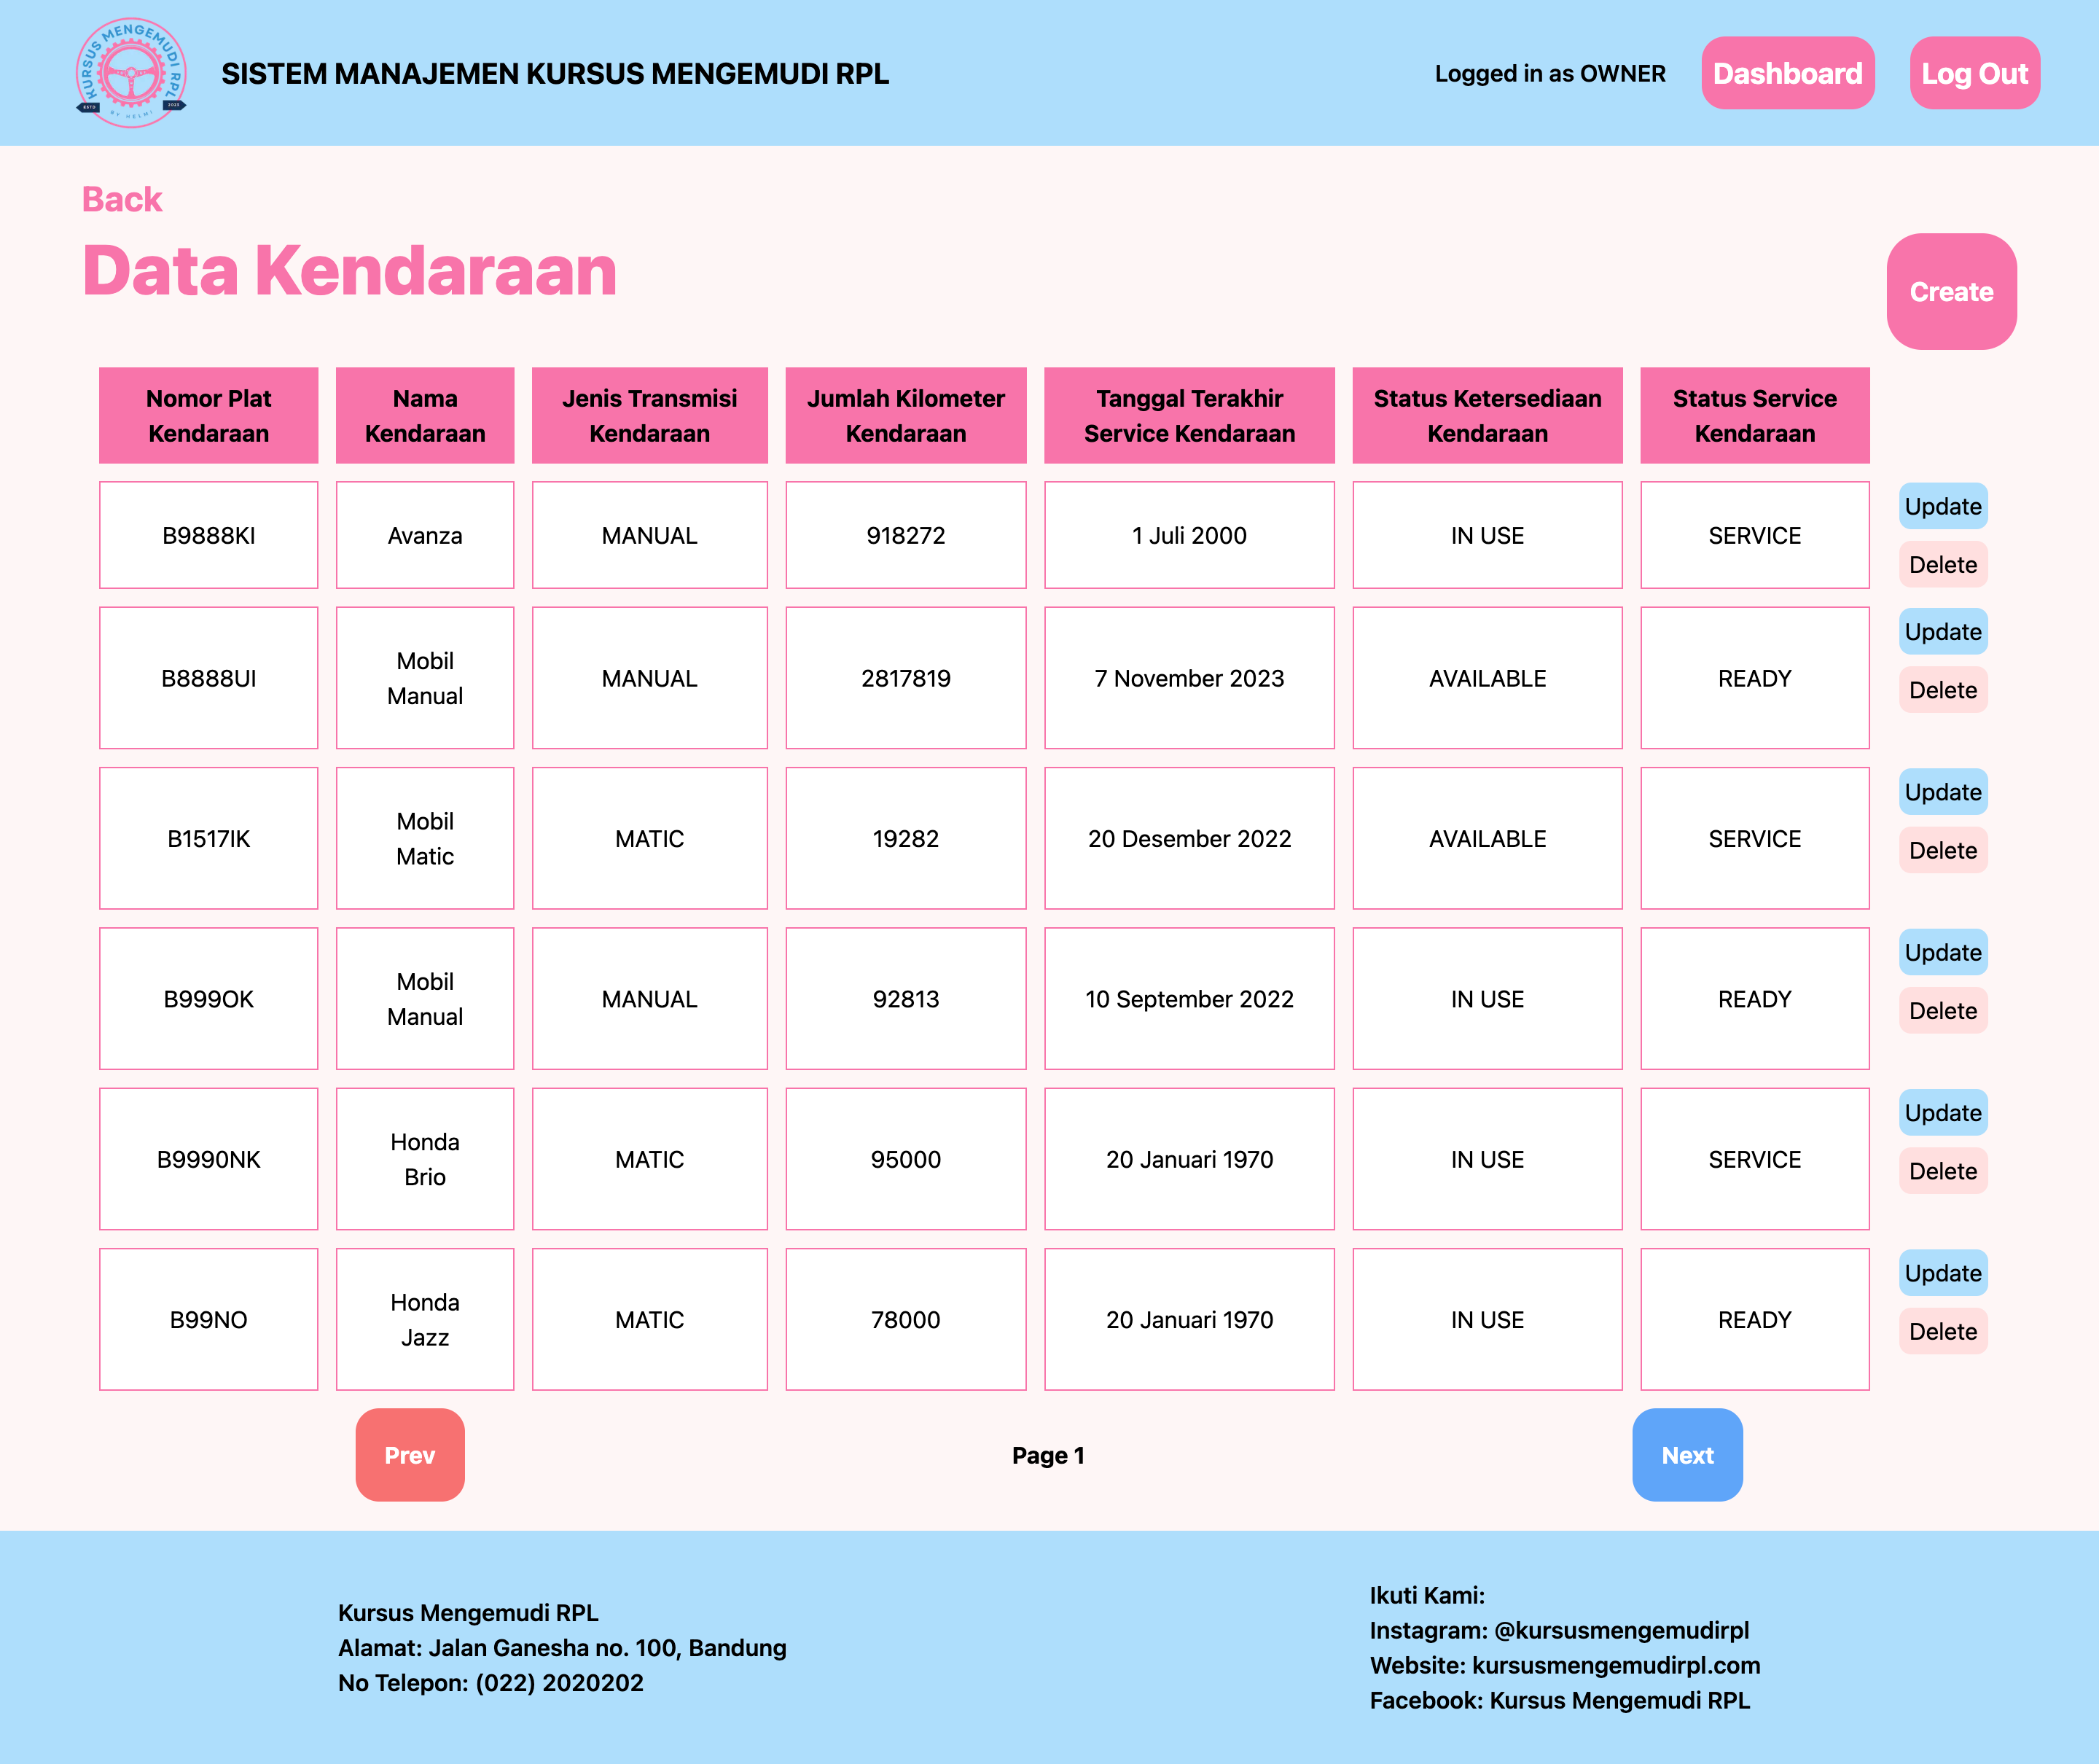 KURSUS MENGEMUDI RPL
ESTD
2023
BY HELMI
SISTEM MANAJEMEN KURSUS MENGEMUDI RPL
Logged in as OWNER
Dashboard
Log Out
Back
Data Kendaraan
Create
Nomor Plat
Kendaraan
Nama
Kendaraan
Jenis Transmisi
Kendaraan
Jumlah Kilometer
Kendaraan
Tanggal Terakhir
Service Kendaraan
Status Ketersediaan
Kendaraan
Status Service
Kendaraan
B9888KI
Avanza
MANUAL
918272
1 Juli 2000
IN USE
SERVICE
Update
Delete
B8888UI
Mobil
Manual
MANUAL
2817819
7 November 2023
AVAILABLE
READY
Update
Delete
B1517IK
Mobil
Matic
MATIC
19282
20 Desember 2022
AVAILABLE
SERVICE
Update
Delete
B999OK
Mobil
Manual
MANUAL
92813
10 September 2022
IN USE
READY
Update
Delete
B9990NK
Honda
Brio
MATIC
95000
20 Januari 1970
IN USE
SERVICE
Update
Delete
B99NO
Honda
Jazz
MATIC
78000
20 Januari 1970
IN USE
READY
Update
Delete
Prev
Page 1
Next
Kursus Mengemudi RPL
Alamat: Jalan Ganesha no. 100, Bandung
No Telepon: (022) 2020202
Ikuti Kami:
Instagram: @kursusmengemudirpl
Website: kursusmengemudirpl.com
Facebook: Kursus Mengemudi RPL